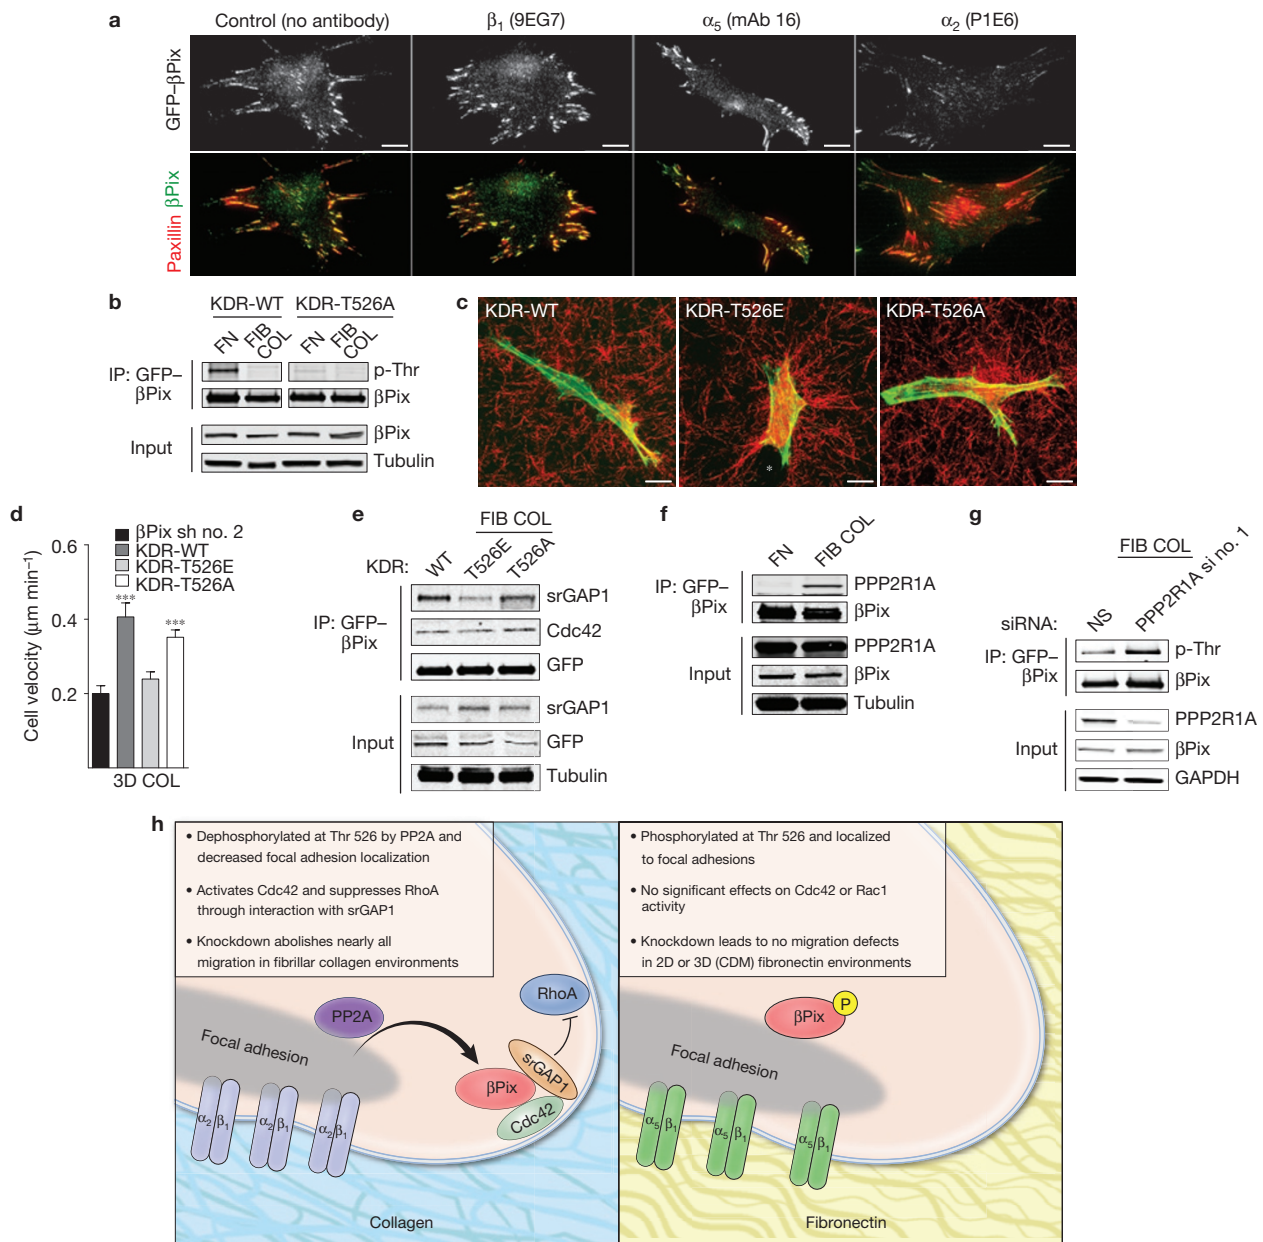 a
Control (no antibody)
β1 (9EG7)
α5 (mAb 16)
α2 (P1E6)
GFP–βPix
Paxillin βPix
b
KDR-WT
KDR-T526A
FN
FIB COL
FN
FIB COL
IP: GFP–
βPix
p-Thr
βPix
Input
βPix
Tubulin
c
KDR-WT
KDR-T526E
KDR-T526A
*
d
βPix sh no. 2
KDR-WT
KDR-T526E
KDR-T526A
Cell velocity (μm min⁻¹)
0.6
0.4
0.2
***
***
3D COL
e
FIB COL
KDR:
WT
T526E
T526A
IP: GFP–
βPix
srGAP1
Cdc42
GFP
Input
srGAP1
GFP
Tubulin
f
FN
FIB COL
IP: GFP–
βPix
PPP2R1A
βPix
Input
PPP2R1A
βPix
Tubulin
g
FIB COL
siRNA:
NS
PPP2R1A si no. 1
IP: GFP–
βPix
p-Thr
βPix
Input
PPP2R1A
βPix
GAPDH
h
• Dephosphorylated at Thr 526 by PP2A and
decreased focal adhesion localization
• Activates Cdc42 and suppresses RhoA
through interaction with srGAP1
• Knockdown abolishes nearly all
migration in fibrillar collagen environments
RhoA
PP2A
Focal adhesion
srGAP1
βPix
Cdc42
α2 β1
α2 β1
α2 β1
Collagen
• Phosphorylated at Thr 526 and localized
to focal adhesions
• No significant effects on Cdc42 or Rac1
activity
• Knockdown leads to no migration defects
in 2D or 3D (CDM) fibronectin environments
P
βPix
Focal adhesion
α5 β1
α5 β1
α5 β1
Fibronectin